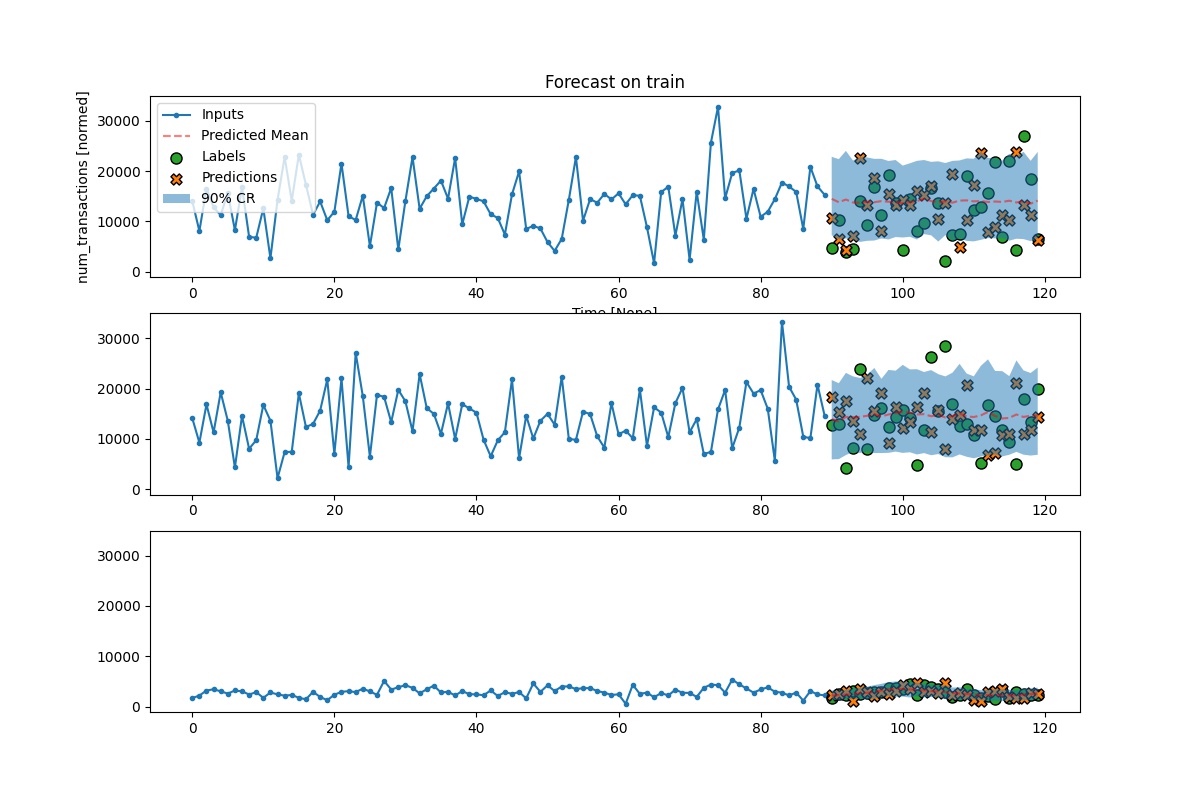 Forecast on train
num_transactions [normed]
30000
20000
10000
0
Inputs
Predicted Mean
Labels
Predictions
90% CR
0 20 40 60 80 100 120
Time [None]
30000
20000
10000
0
0 20 40 60 80 100 120
30000
20000
10000
0
0 20 40 60 80 100 120